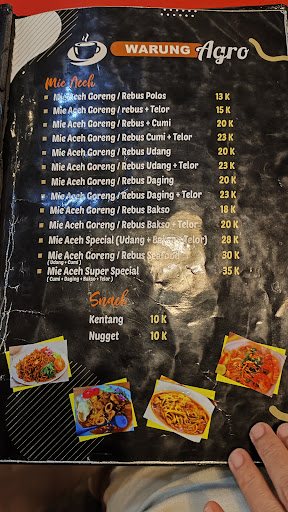 WARUNG Agro
Mie Aceh
Mie Aceh Goreng / Rebus Polos 13 K
Mie Aceh Goreng / rebus + Telor 15 K
Mie Aceh Goreng / Rebus + Cumi 20 K
Mie Aceh Goreng / Rebus Cumi + Telor 23 K
Mie Aceh Goreng / Rebus Udang 20 K
Mie Aceh Goreng / Rebus Udang + Telor 23 K
Mie Aceh Goreng / Rebus Daging 20 K
Mie Aceh Goreng / Rebus Daging + Telor 23 K
Mie Aceh Goreng / Rebus Bakso 18 K
Mie Aceh Goreng / Rebus Bakso + Telor 20 K
Mie Aceh Special (Udang + Bakso + Telor) 28 K
Mie Aceh Goreng / Rebus Seafood 30 K
( Udang + Cumi )
Mie Aceh Super Special 35 K
( Cumi + Daging + Bakso + Telor )
Snack
Kentang 10 K
Nugget 10 K